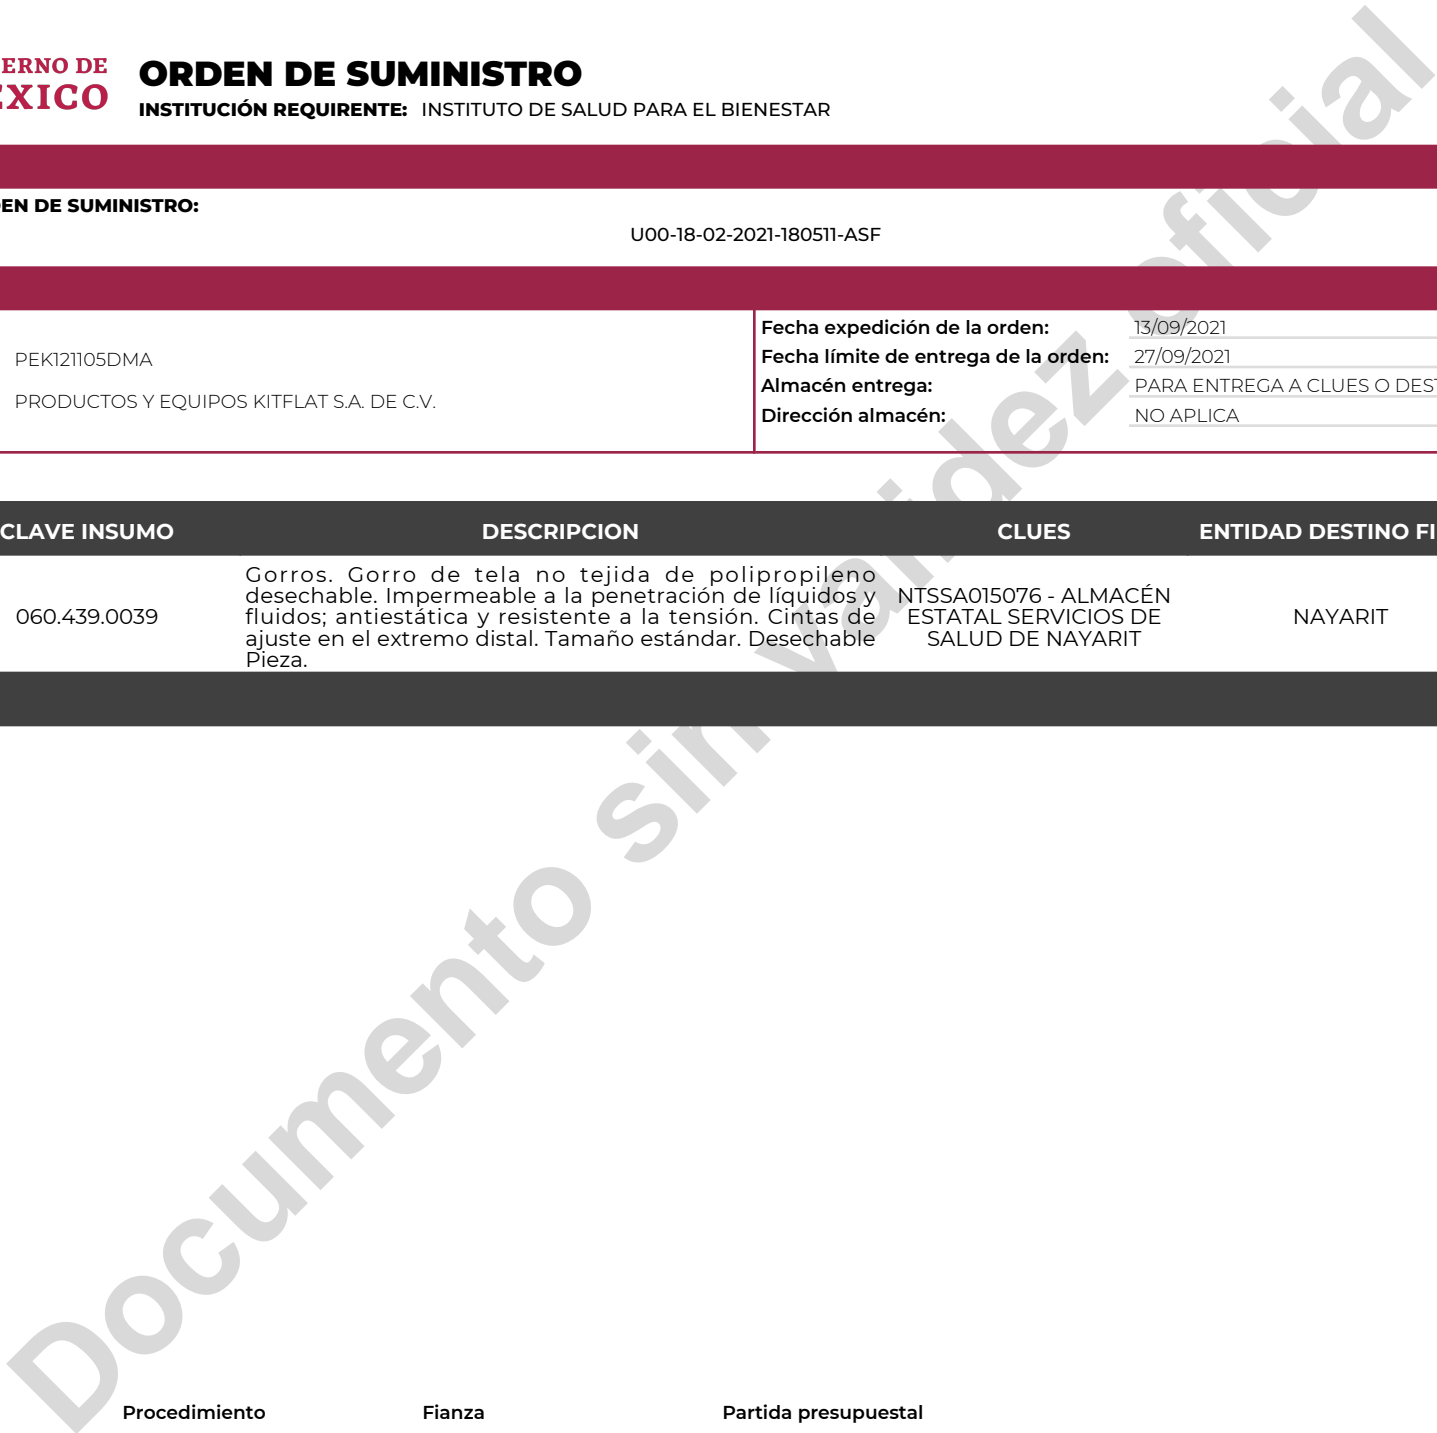 ERNO DE
ÉXICO
ORDEN DE SUMINISTRO
INSTITUCIÓN REQUIRENTE: INSTITUTO DE SALUD PARA EL BIENESTAR
EN DE SUMINISTRO:
U00-18-02-2021-180511-ASF
PEK121105DMA
PRODUCTOS Y EQUIPOS KITFLAT S.A. DE C.V.
Fecha expedición de la orden: 13/09/2021
Fecha límite de entrega de la orden: 27/09/2021
Almacén entrega: PARA ENTREGA A CLUES O DEST
Dirección almacén: NO APLICA
CLAVE INSUMO DESCRIPCION CLUES ENTIDAD DESTINO FI
060.439.0039
Gorros. Gorro de tela no tejida de polipropileno
desechable. Impermeable a la penetración de líquidos y
fluidos; antiestática y resistente a la tensión. Cintas de
ajuste en el extremo distal. Tamaño estándar. Desechable
Pieza.
NTSSA015076 - ALMACÉN
ESTATAL SERVICIOS DE
SALUD DE NAYARIT
NAYARIT
Documento sin validez oficial
Procedimiento Fianza Partida presupuestal